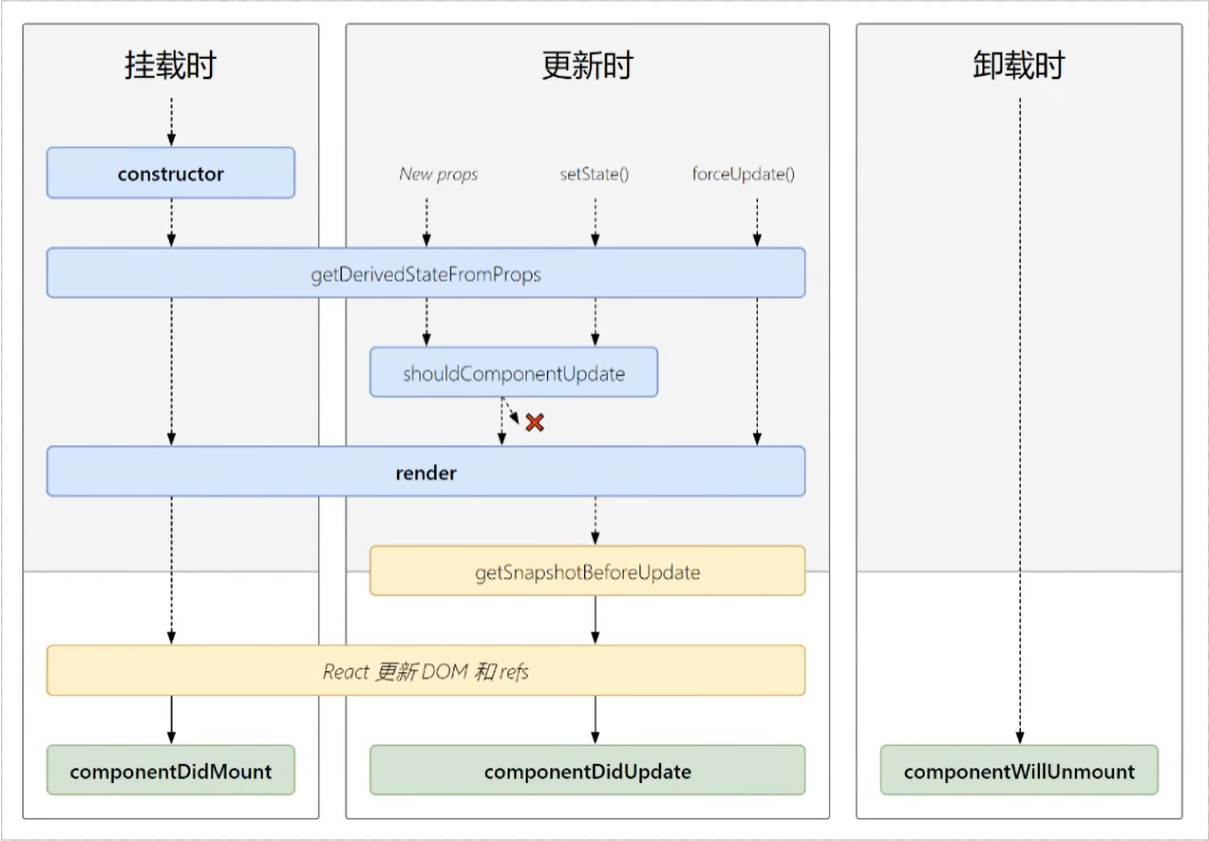 挂载时
更新时
卸载时
constructor
New props
setState()
forceUpdate()
getDerivedStateFromProps
shouldComponentUpdate
render
getSnapshotBeforeUpdate
React 更新 DOM 和 refs
componentDidMount
componentDidUpdate
componentWillUnmount